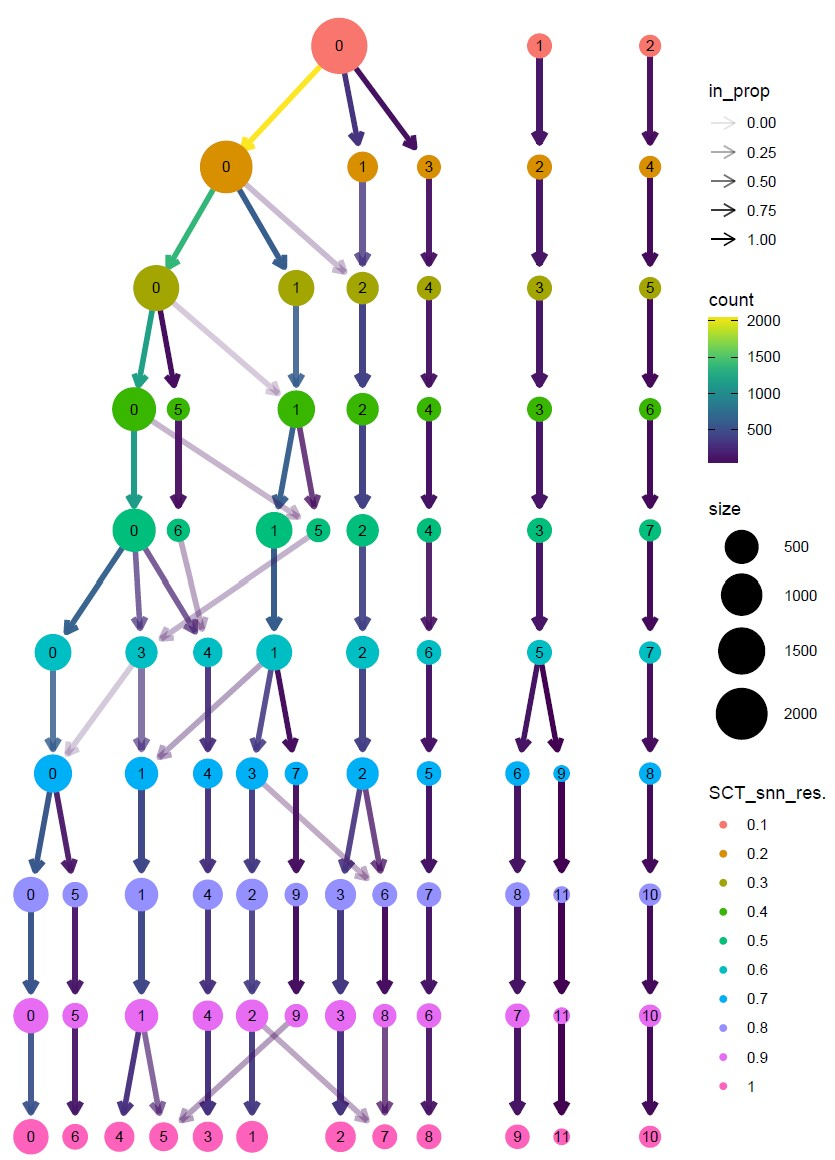 0 1 2
0 1 3 2 4
0 1 2 4 3 5
0 5 1 2 4 3 6
0 6 1 5 2 4 3 7
0 3 4 1 2 6 5 7
0 1 4 3 7 2 5 6 9 8
0 5 1 4 2 9 3 6 7 8 11 10
0 5 1 4 2 9 3 8 6 7 11 10
0 6 4 5 3 1 2 7 8 9 11 10
in_prop
0.00
0.25
0.50
0.75
1.00
count
2000
1500
1000
500
size
500
1000
1500
2000
SCT_snn_res.
0.1
0.2
0.3
0.4
0.5
0.6
0.7
0.8
0.9
1